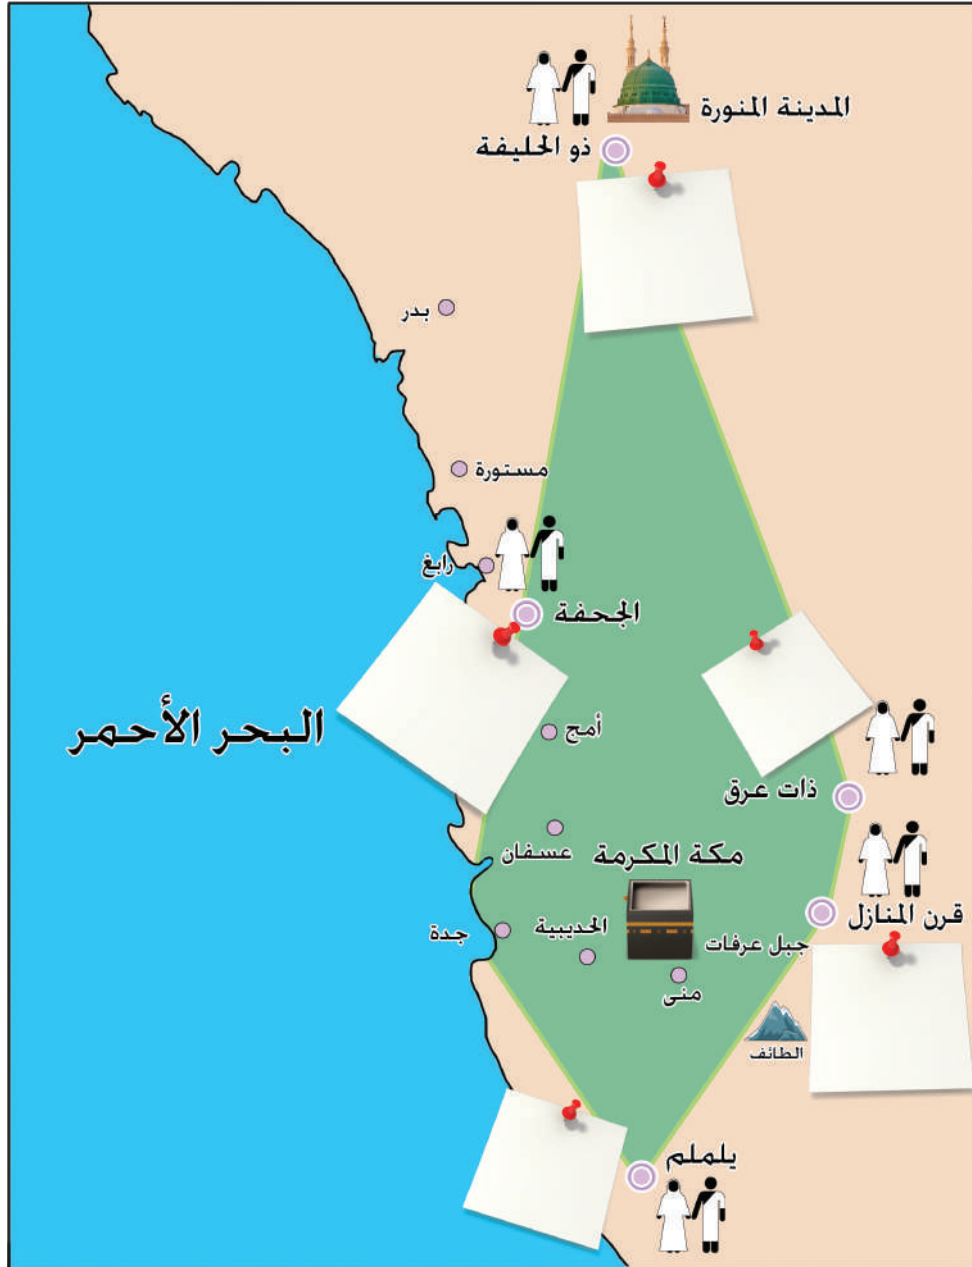 المدينة المنورة
ذو الحليفة
بدر
مستورة
رابغ
الجحفة
البحر الأحمر
أمج
ذات عرق
عسفان
مكة المكرمة
قرن المنازل
جدة
الحديبية
جبل عرفات
منى
الطائف
يلملم